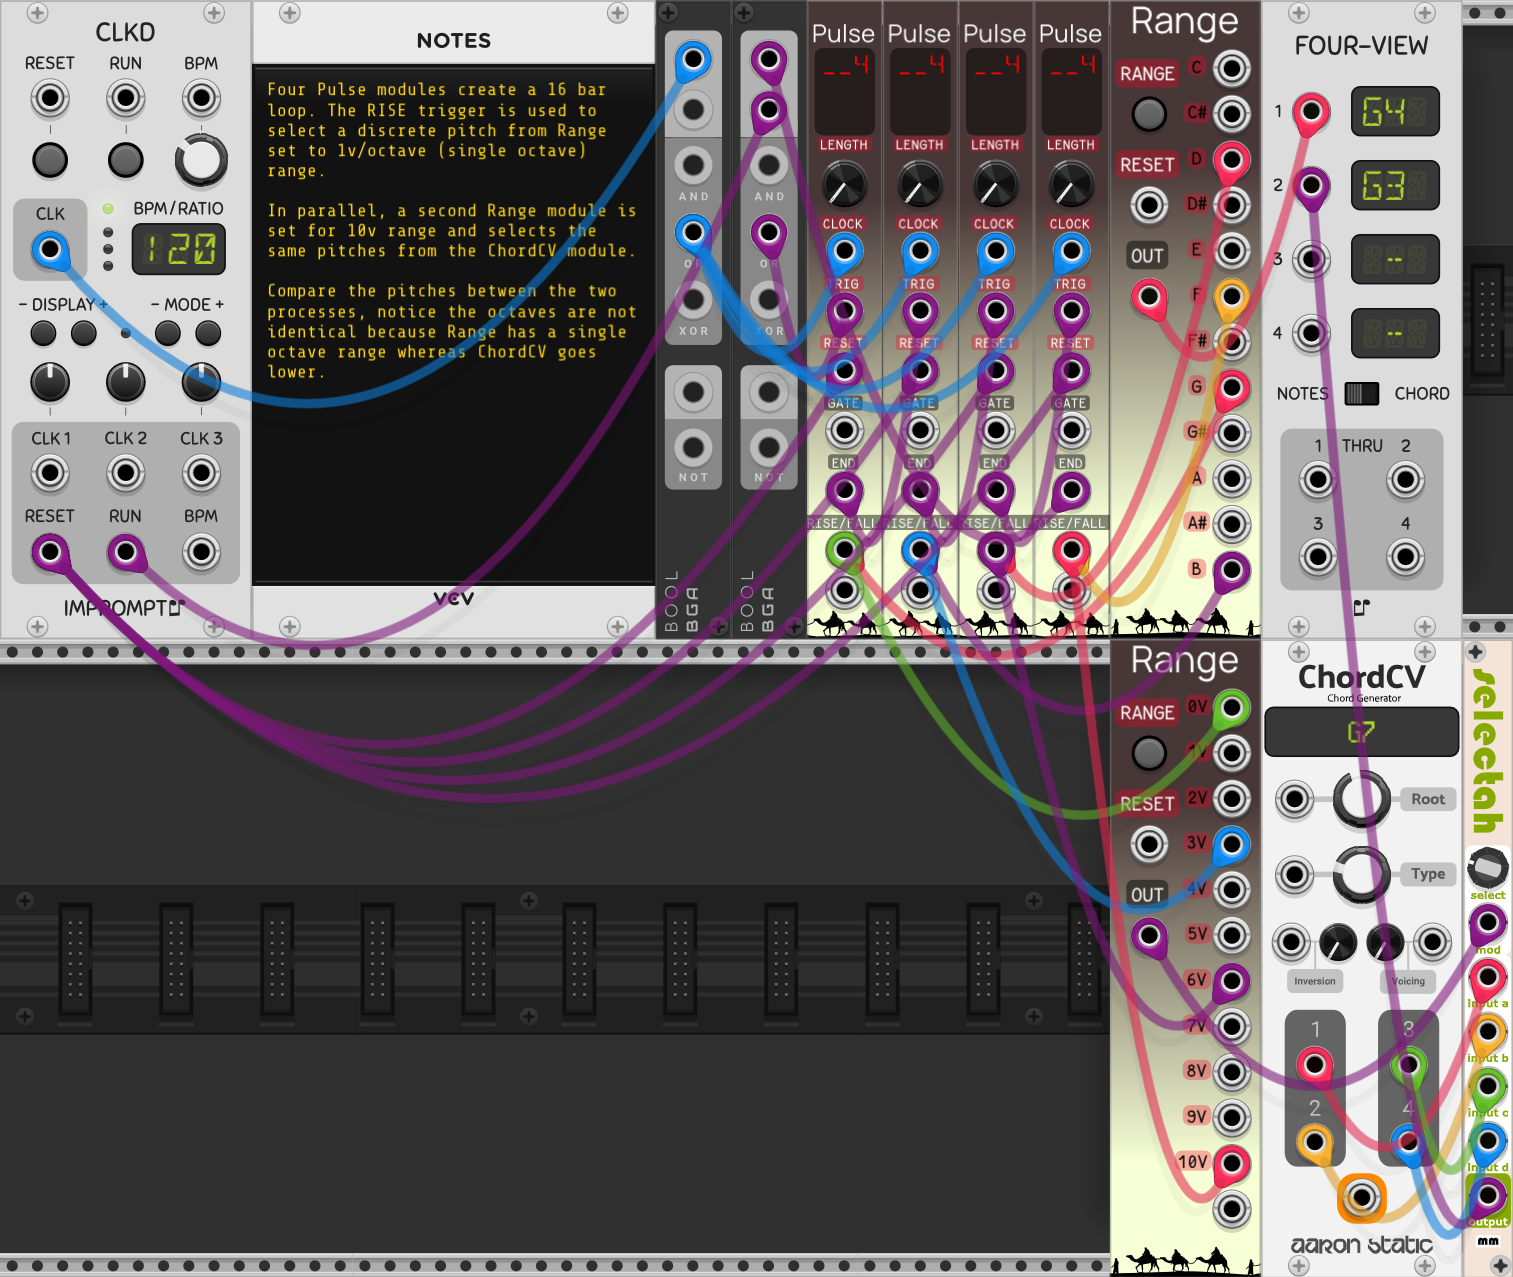 CLKD
RESET RUN BPM
CLK
BPM/RATIO
120
- DISPLAY +
- MODE +
CLK 1 CLK 2 CLK 3
RESET RUN BPM
IMPROMPTU
NOTES
Four Pulse modules create a 16 bar
loop. The RISE trigger is used to
select a discrete pitch from Range
set to 1v/octave (single octave)
range.
In parallel, a second Range module is
set for 10v range and selects the
same pitches from the ChordCV module.
Compare the pitches between the two
processes, notice the octaves are not
identical because Range has a single
octave range whereas ChordCV goes
lower.
VCV
AND
OR
XOR
NOT
BOOL
BGA
AND
OR
XOR
NOT
BOOL
BGA
Pulse Pulse Pulse Pulse
__4 __4 __4 __4
LENGTH LENGTH LENGTH LENGTH
CLOCK CLOCK CLOCK CLOCK
TRIG TRIG TRIG TRIG
RESET RESET RESET RESET
GATE GATE GATE GATE
END END END END
RISE/FALL RISE/FALL RISE/FALL RISE/FALL
Range
RANGE
RESET
OUT
C
C#
D
D#
E
F
F#
G
G#
A
A#
B
FOUR-VIEW
1 G4
2 G3
3 --
4 --
NOTES CHORD
1 THRU 2
3 4
Range
RANGE
RESET
OUT
0V
1V
2V
3V
4V
5V
6V
7V
8V
9V
10V
ChordCV
Chord Generator
G7
Root
Type
Inversion Voicing
1 3
2 4
aaron static
selectah
select
mod
input a
input b
input c
input d
output
mm